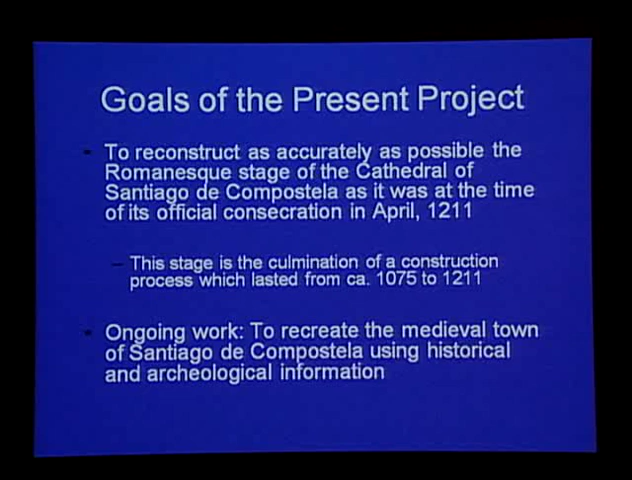 Goals of the Present Project
- To reconstruct as accurately as possible the
Romanesque stage of the Cathedral of
Santiago de Compostela as it was at the time
of its official consecration in April, 1211
– This stage is the culmination of a construction
process which lasted from ca. 1075 to 1211
- Ongoing work: To recreate the medieval town
of Santiago de Compostela using historical
and archeological information